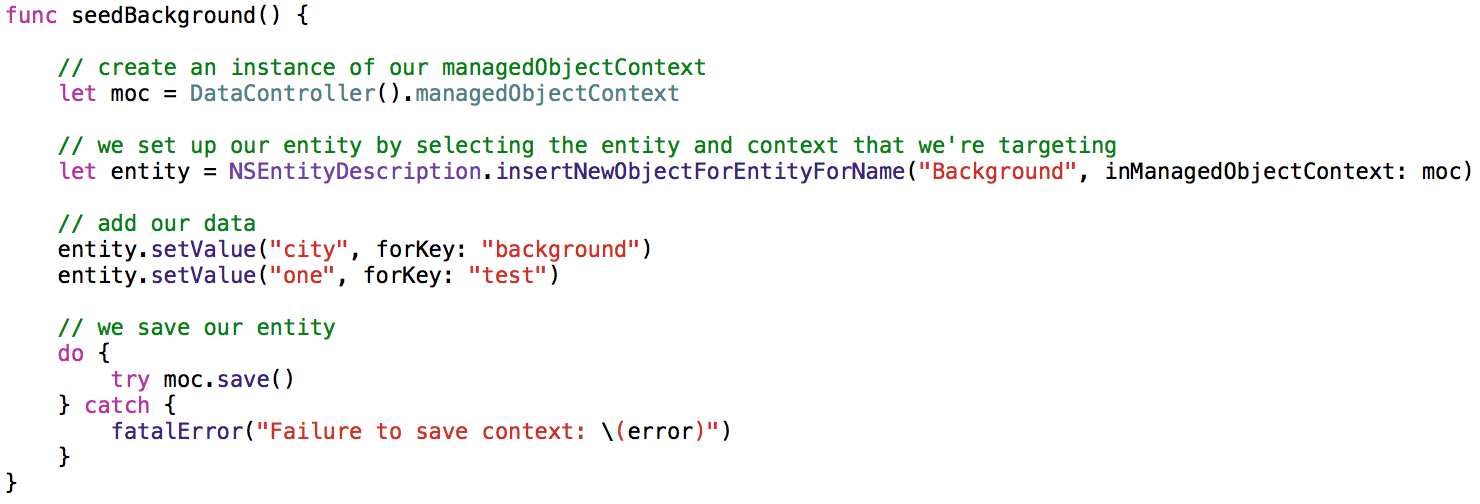 func seedBackground() {
    // create an instance of our managedObjectContext
    let moc = DataController().managedObjectContext
    // we set up our entity by selecting the entity and context that we're targeting
    let entity = NSEntityDescription.insertNewObjectForEntityForName("Background", inManagedObjectContext: moc)
    // add our data
    entity.setValue("city", forKey: "background")
    entity.setValue("one", forKey: "test")
    // we save our entity
    do {
        try moc.save()
    } catch {
        fatalError("Failure to save context: \(error)")
    }
}